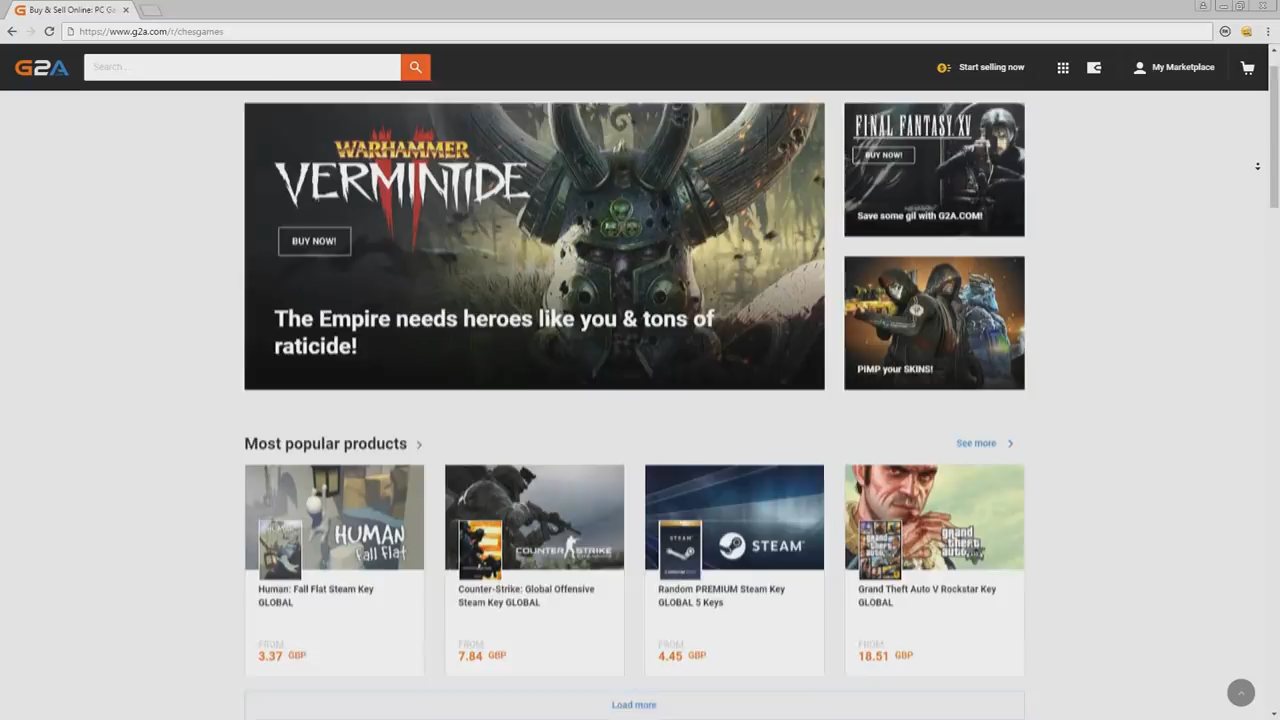 Buy & Sell Online: PC Ga
https://www.g2a.com/r/chesgames
G2A
Search...
Start selling now
My Marketplace
WARHAMMER
VERMINTIDE
BUY NOW!
The Empire needs heroes like you & tons of
raticide!
FINAL FANTASY XV
BUY NOW!
Save some gil with G2A.COM!
PIMP your SKINS!
Most popular products
See more
HUMAN
fall flat
COUNTER STRIKE
STEAM
grand
theft
auto
Human: Fall Flat Steam Key
GLOBAL
Counter-Strike: Global Offensive
Steam Key GLOBAL
Random PREMIUM Steam Key
GLOBAL 5 Keys
Grand Theft Auto V Rockstar Key
GLOBAL
FROM
3.37 GBP
FROM
7.84 GBP
FROM
4.45 GBP
FROM
18.51 GBP
Load more